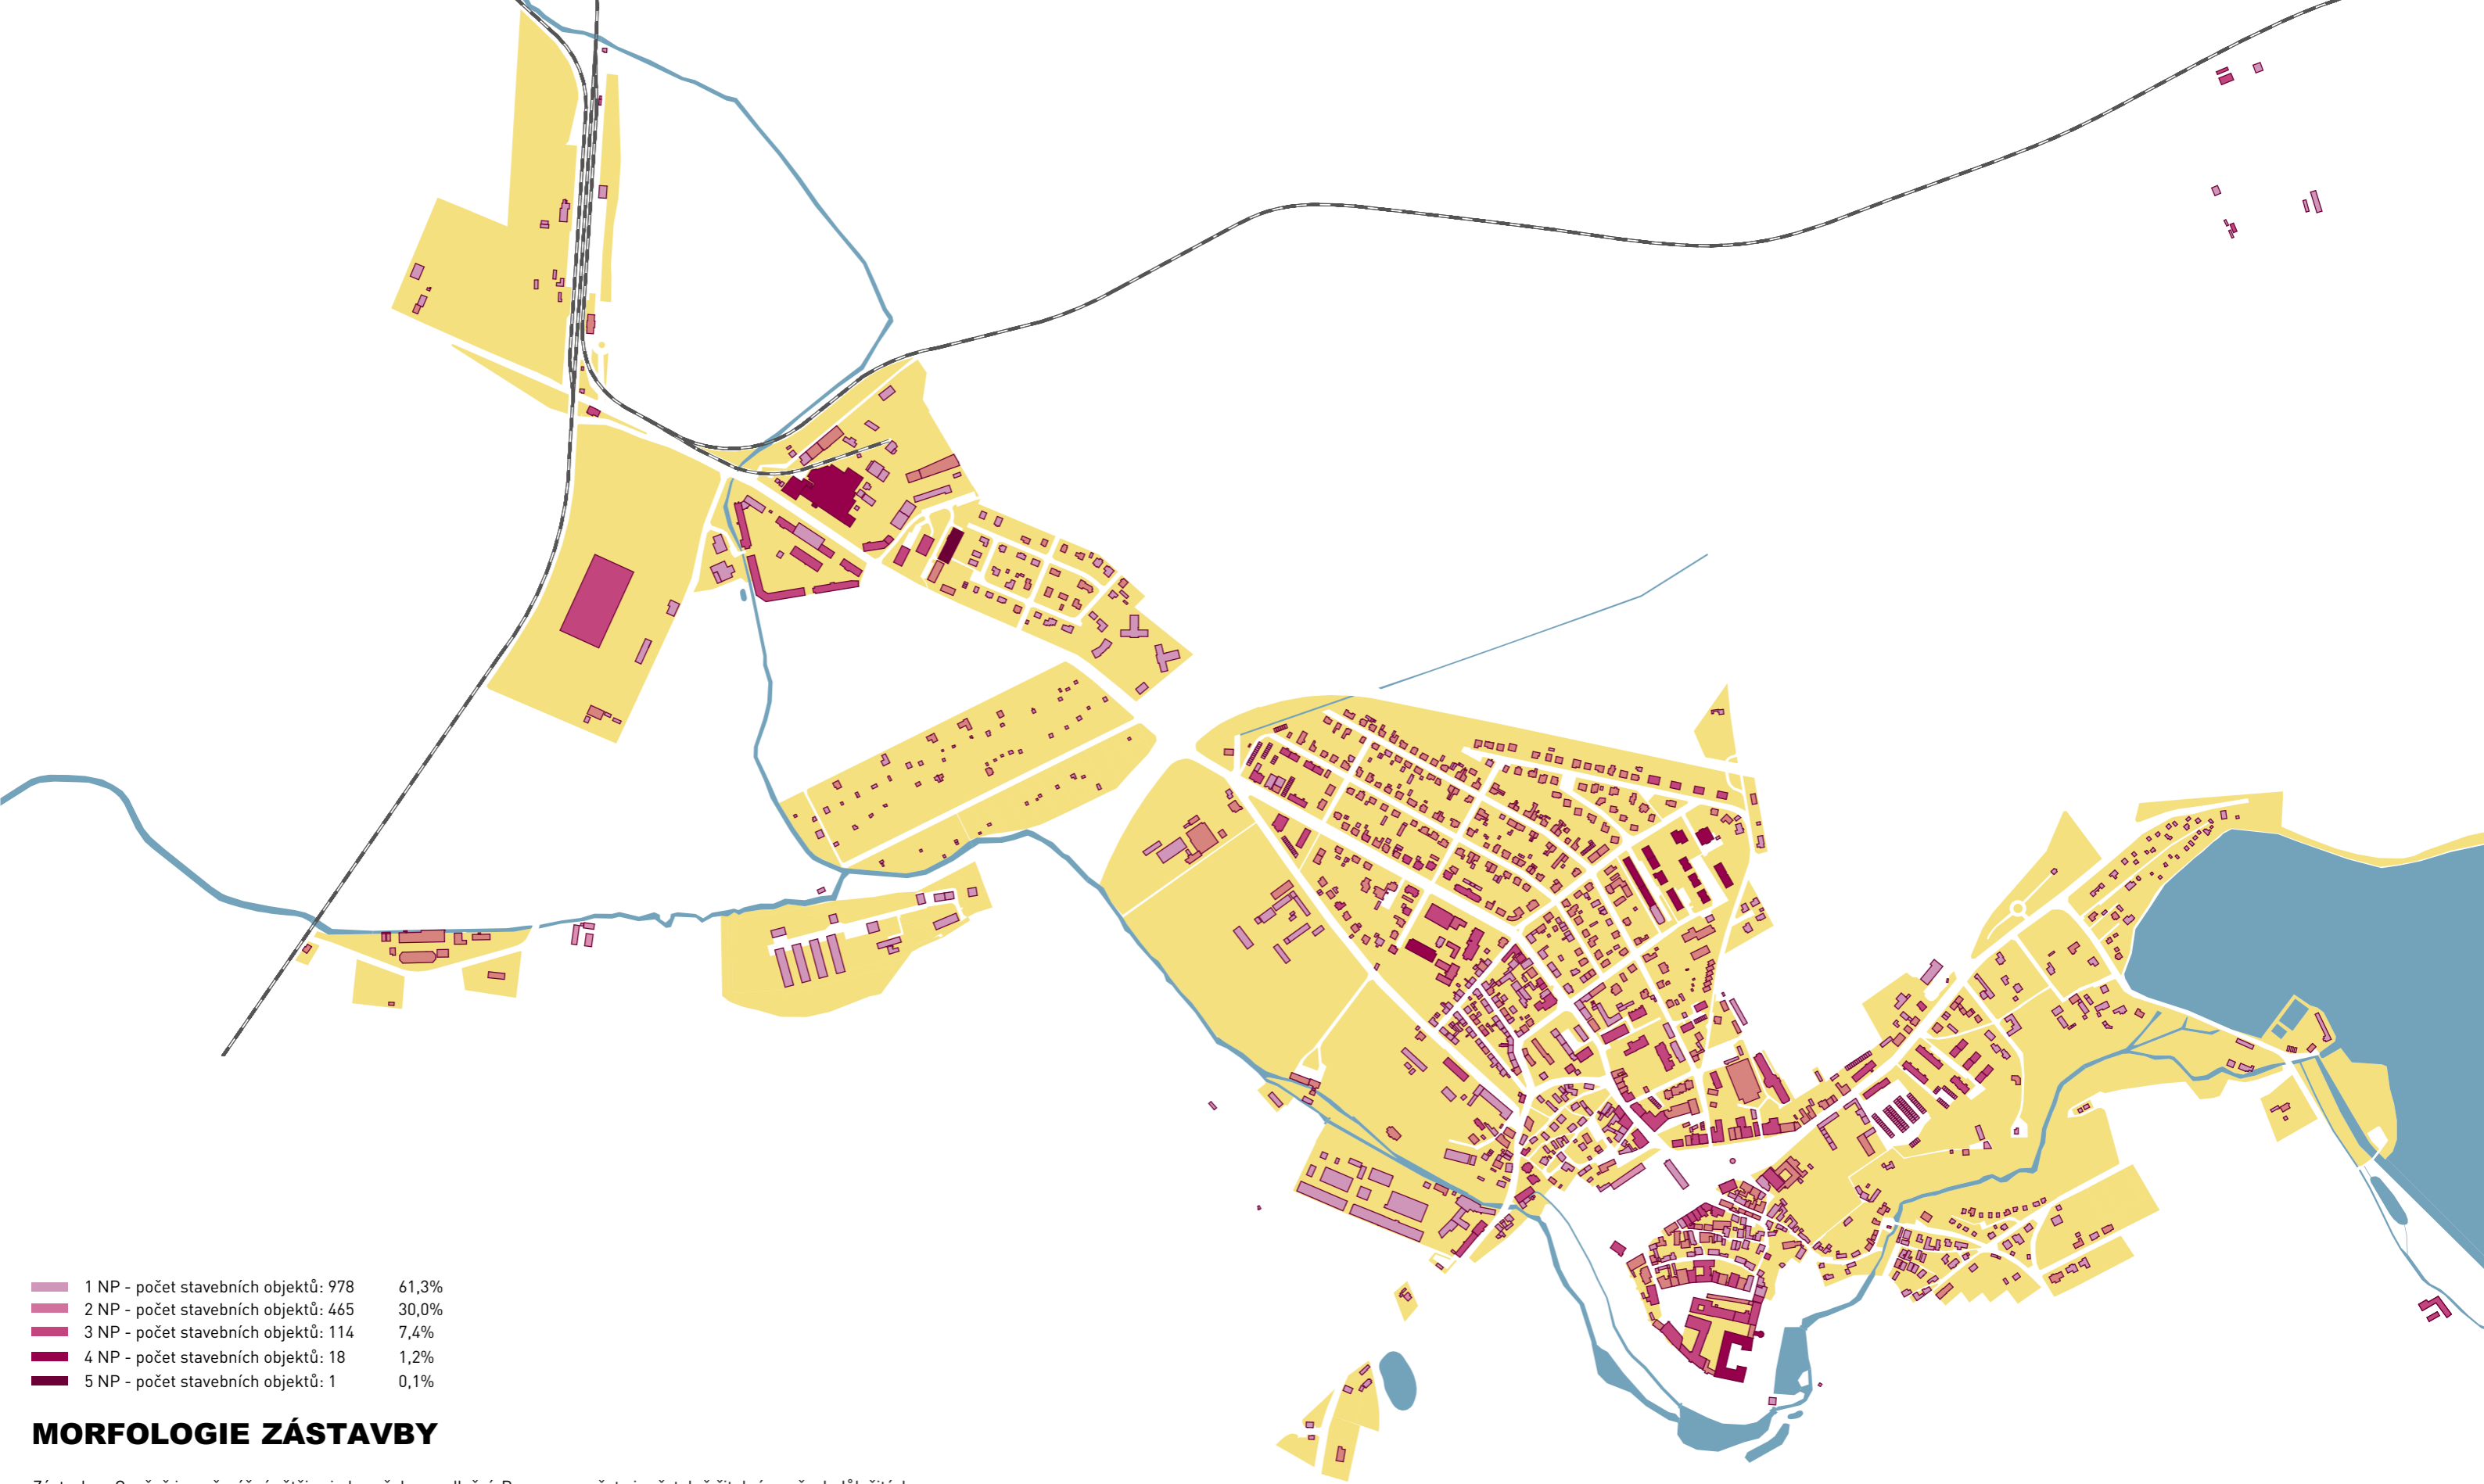 1 NP - počet stavebních objektů: 978 61,3%
2 NP - počet stavebních objektů: 465 30,0%
3 NP - počet stavebních objektů: 114 7,4%
4 NP - počet stavebních objektů: 18 1,2%
5 NP - počet stavebních objektů: 1 0,1%
MORFOLOGIE ZÁSTAVBY